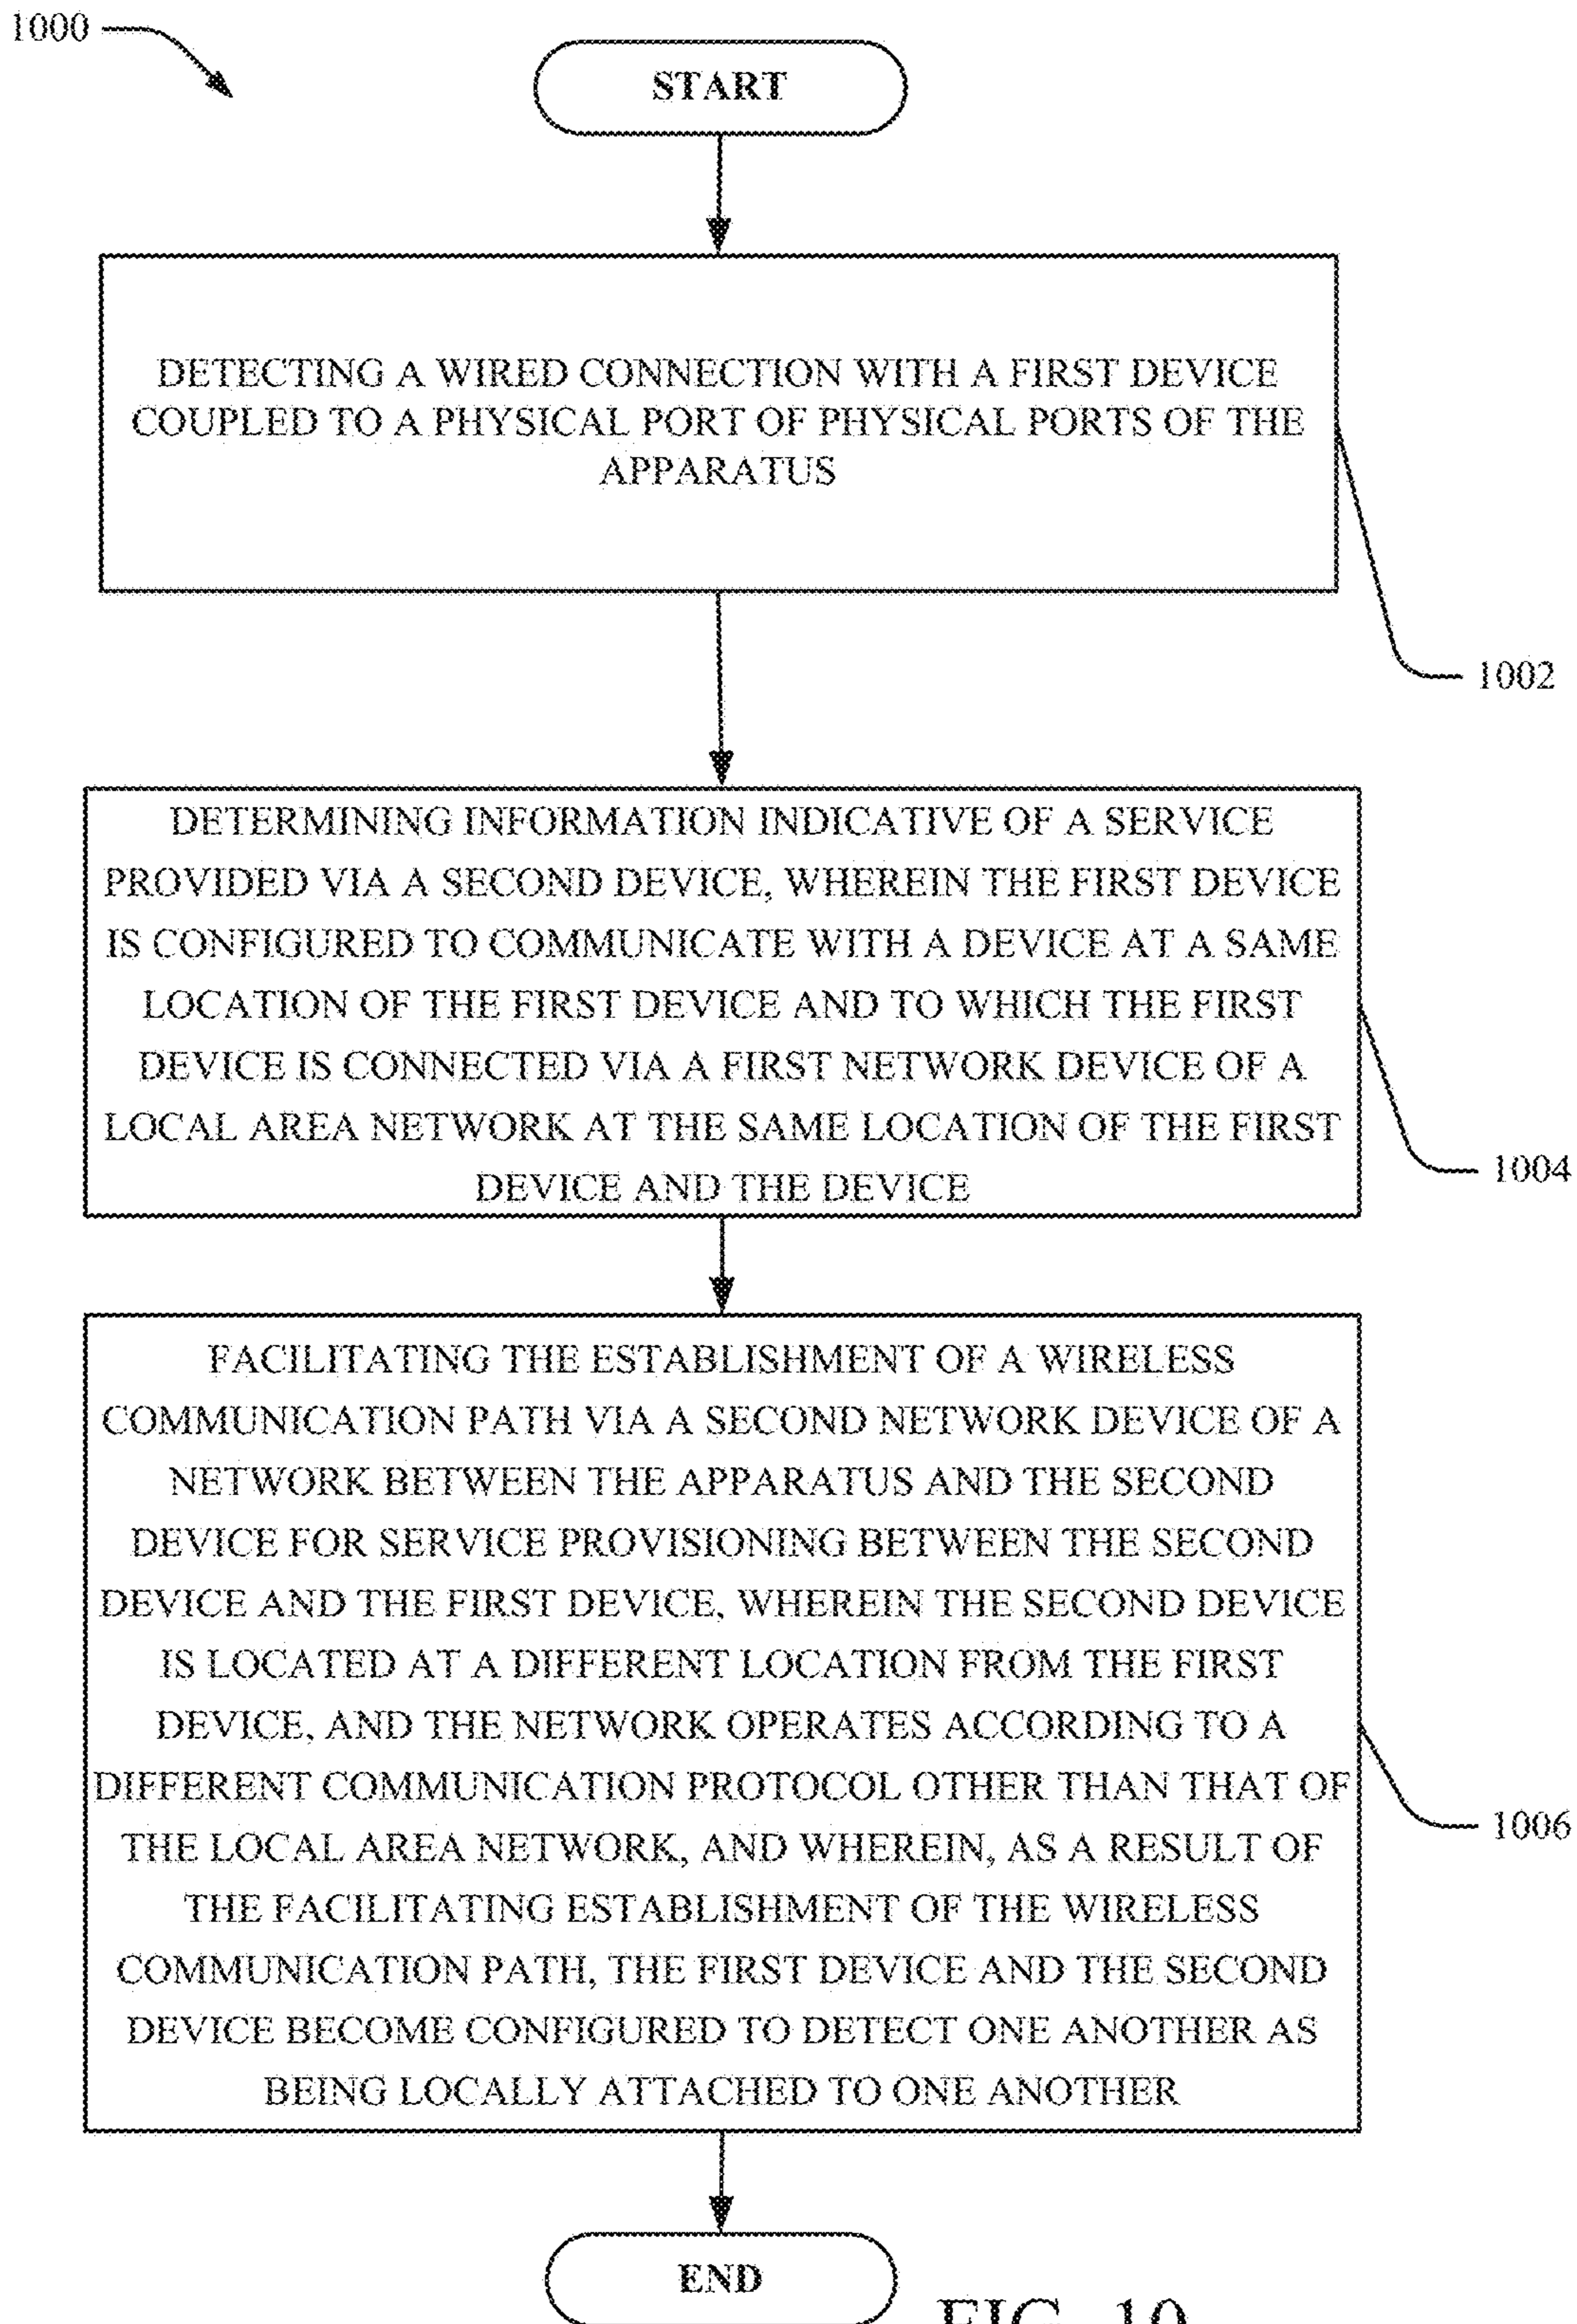 1000
START
DETECTING A WIRED CONNECTION WITH A FIRST DEVICE
COUPLED TO A PHYSICAL PORT OF PHYSICAL PORTS OF THE
APPARATUS
1002
DETERMINING INFORMATION INDICATIVE OF A SERVICE
PROVIDED VIA A SECOND DEVICE, WHEREIN THE FIRST DEVICE
IS CONFIGURED TO COMMUNICATE WITH A DEVICE AT A SAME
LOCATION OF THE FIRST DEVICE AND TO WHICH THE FIRST
DEVICE IS CONNECTED VIA A FIRST NETWORK DEVICE OF A
LOCAL AREA NETWORK AT THE SAME LOCATION OF THE FIRST
DEVICE AND THE DEVICE
1004
FACILITATING THE ESTABLISHMENT OF A WIRELESS
COMMUNICATION PATH VIA A SECOND NETWORK DEVICE OF A
NETWORK BETWEEN THE APPARATUS AND THE SECOND
DEVICE FOR SERVICE PROVISIONING BETWEEN THE SECOND
DEVICE AND THE FIRST DEVICE, WHEREIN THE SECOND DEVICE
IS LOCATED AT A DIFFERENT LOCATION FROM THE FIRST
DEVICE, AND THE NETWORK OPERATES ACCORDING TO A
DIFFERENT COMMUNICATION PROTOCOL OTHER THAN THAT OF
THE LOCAL AREA NETWORK, AND WHEREIN, AS A RESULT OF
THE FACILITATING ESTABLISHMENT OF THE WIRELESS
COMMUNICATION PATH, THE FIRST DEVICE AND THE SECOND
DEVICE BECOME CONFIGURED TO DETECT ONE ANOTHER AS
BEING LOCALLY ATTACHED TO ONE ANOTHER
1006
END
FIG. 10